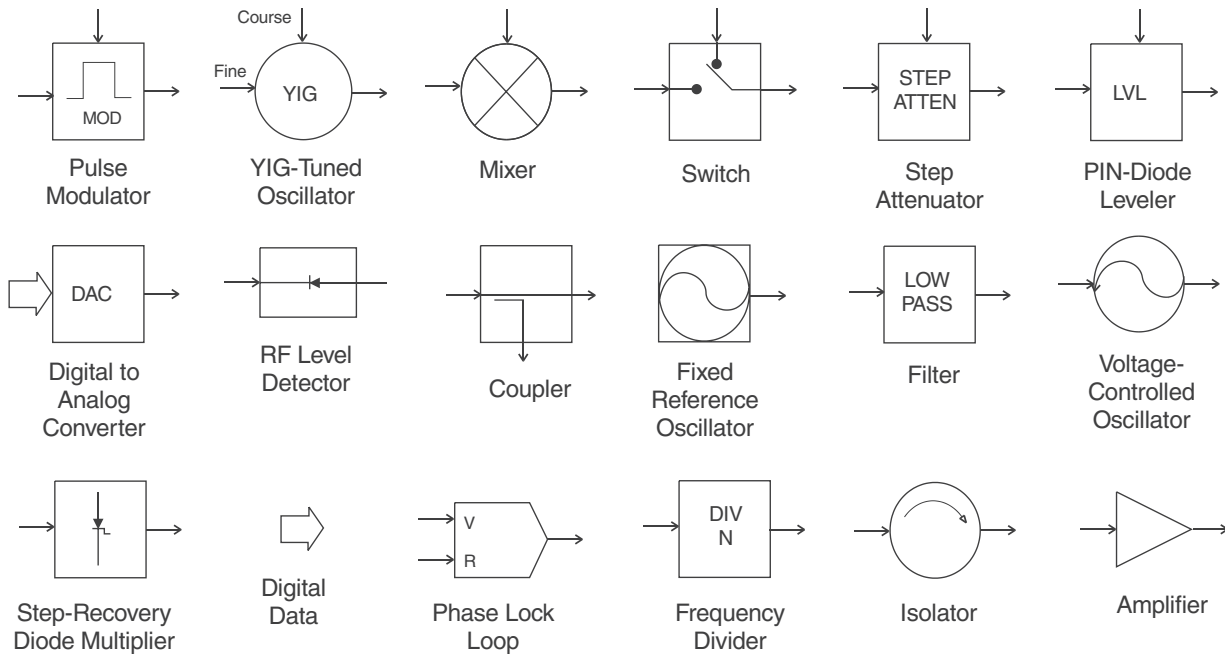 Course
Fine
MOD
YIG
STEP
ATTEN
LVL
Pulse
Modulator
YIG-Tuned
Oscillator
Mixer
Switch
Step
Attenuator
PIN-Diode
Leveler
DAC
LOW
PASS
Digital to
Analog
Converter
RF Level
Detector
Coupler
Fixed
Reference
Oscillator
Filter
Voltage-
Controlled
Oscillator
V
R
DIV
N
Step-Recovery
Diode Multiplier
Digital
Data
Phase Lock
Loop
Frequency
Divider
Isolator
Amplifier